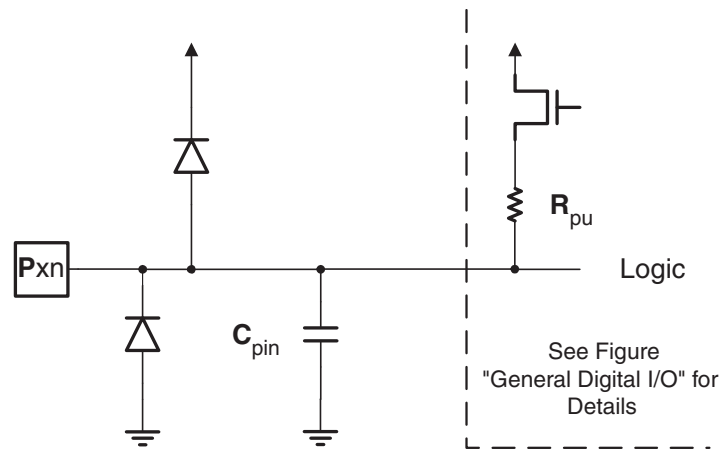 R
pu
Pxn
Logic
C
pin
See Figure
"General Digital I/O" for
Details